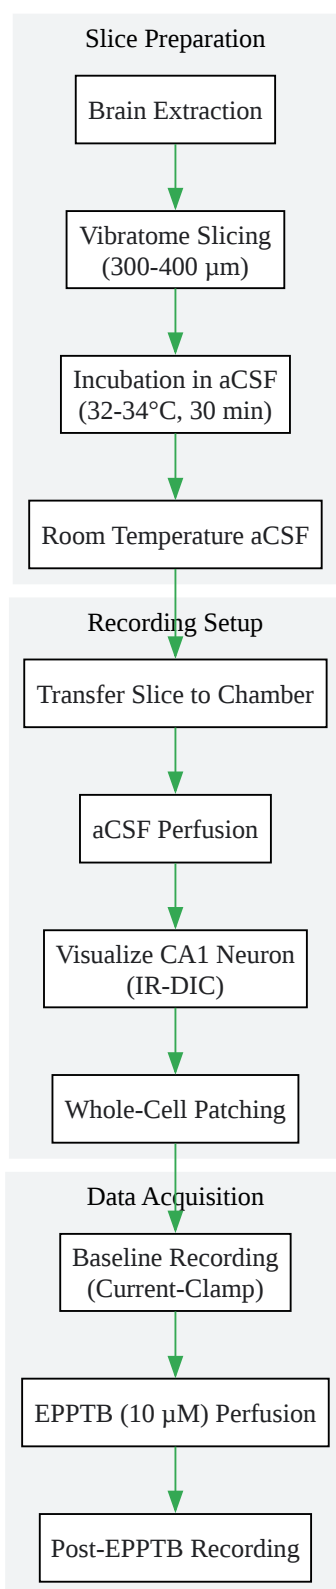 Slice Preparation
Brain Extraction
Vibratome Slicing
(300-400 µm)
Incubation in aCSF
(32-34°C, 30 min)
Room Temperature aCSF
Recording Setup
Transfer Slice to Chamber
aCSF Perfusion
Visualize CA1 Neuron
(IR-DIC)
Whole-Cell Patching
Data Acquisition
Baseline Recording
(Current-Clamp)
EPPTB (10 µM) Perfusion
Post-EPPTB Recording